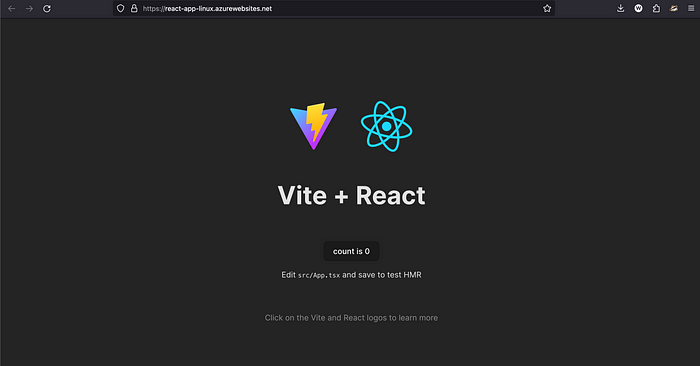 https://react-app-linux.azurewebsites.net
W
Vite + React
count is 0
Edit src/App.tsx and save to test HMR
Click on the Vite and React logos to learn more